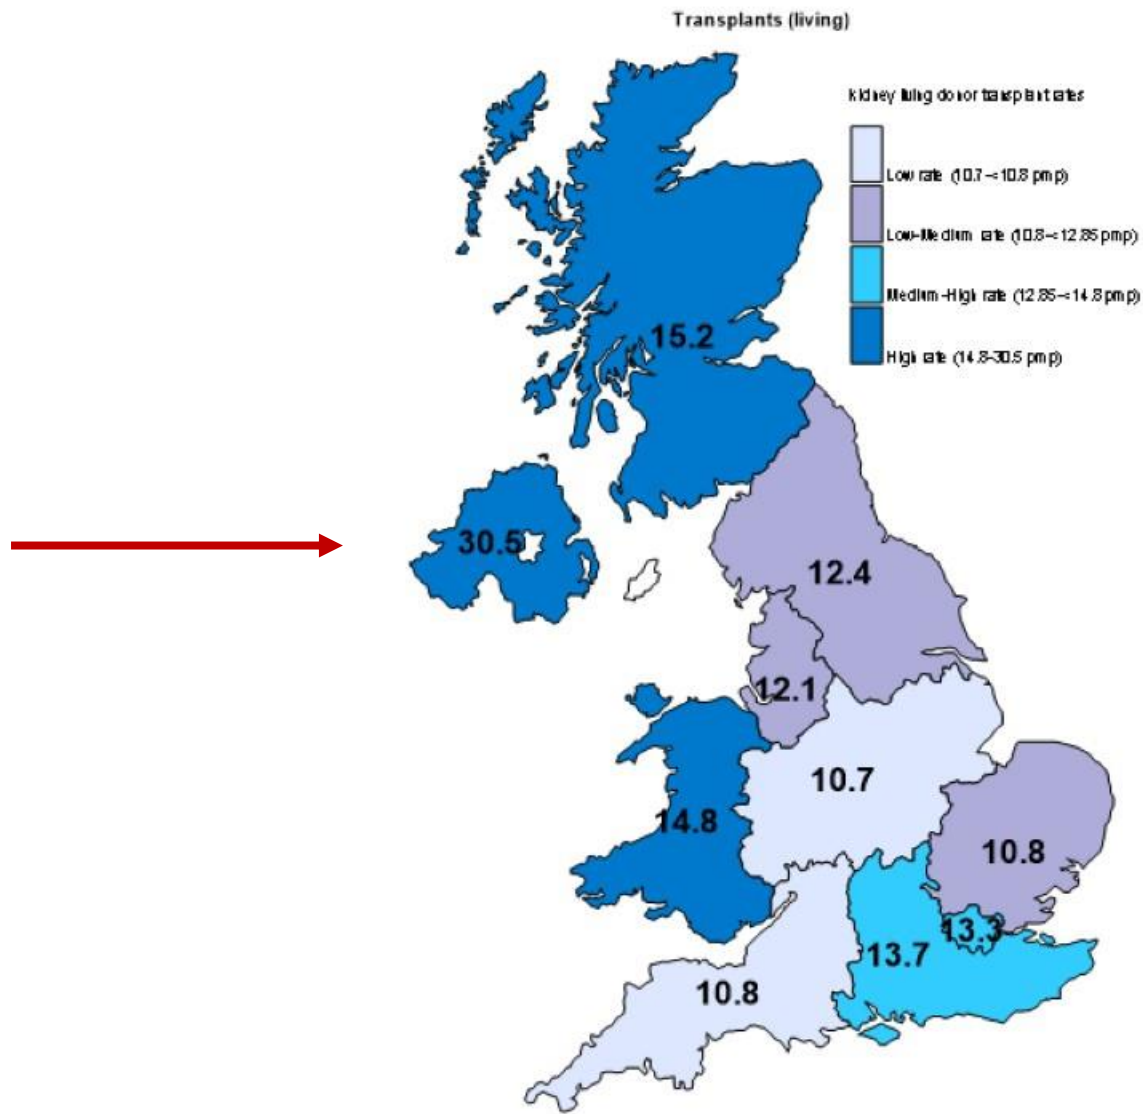 Transplants (living)
kidney living donor transplant rates
Low rate (10.7-<10.8 pmp)
Low-Medium rate (10.8-<12.85 pmp)
Medium-High rate (12.85-<14.8 pmp)
High rate (14.8-30.5 pmp)
15.2
30.5
12.4
12.1
10.7
14.8
10.8
13.3
13.7
10.8